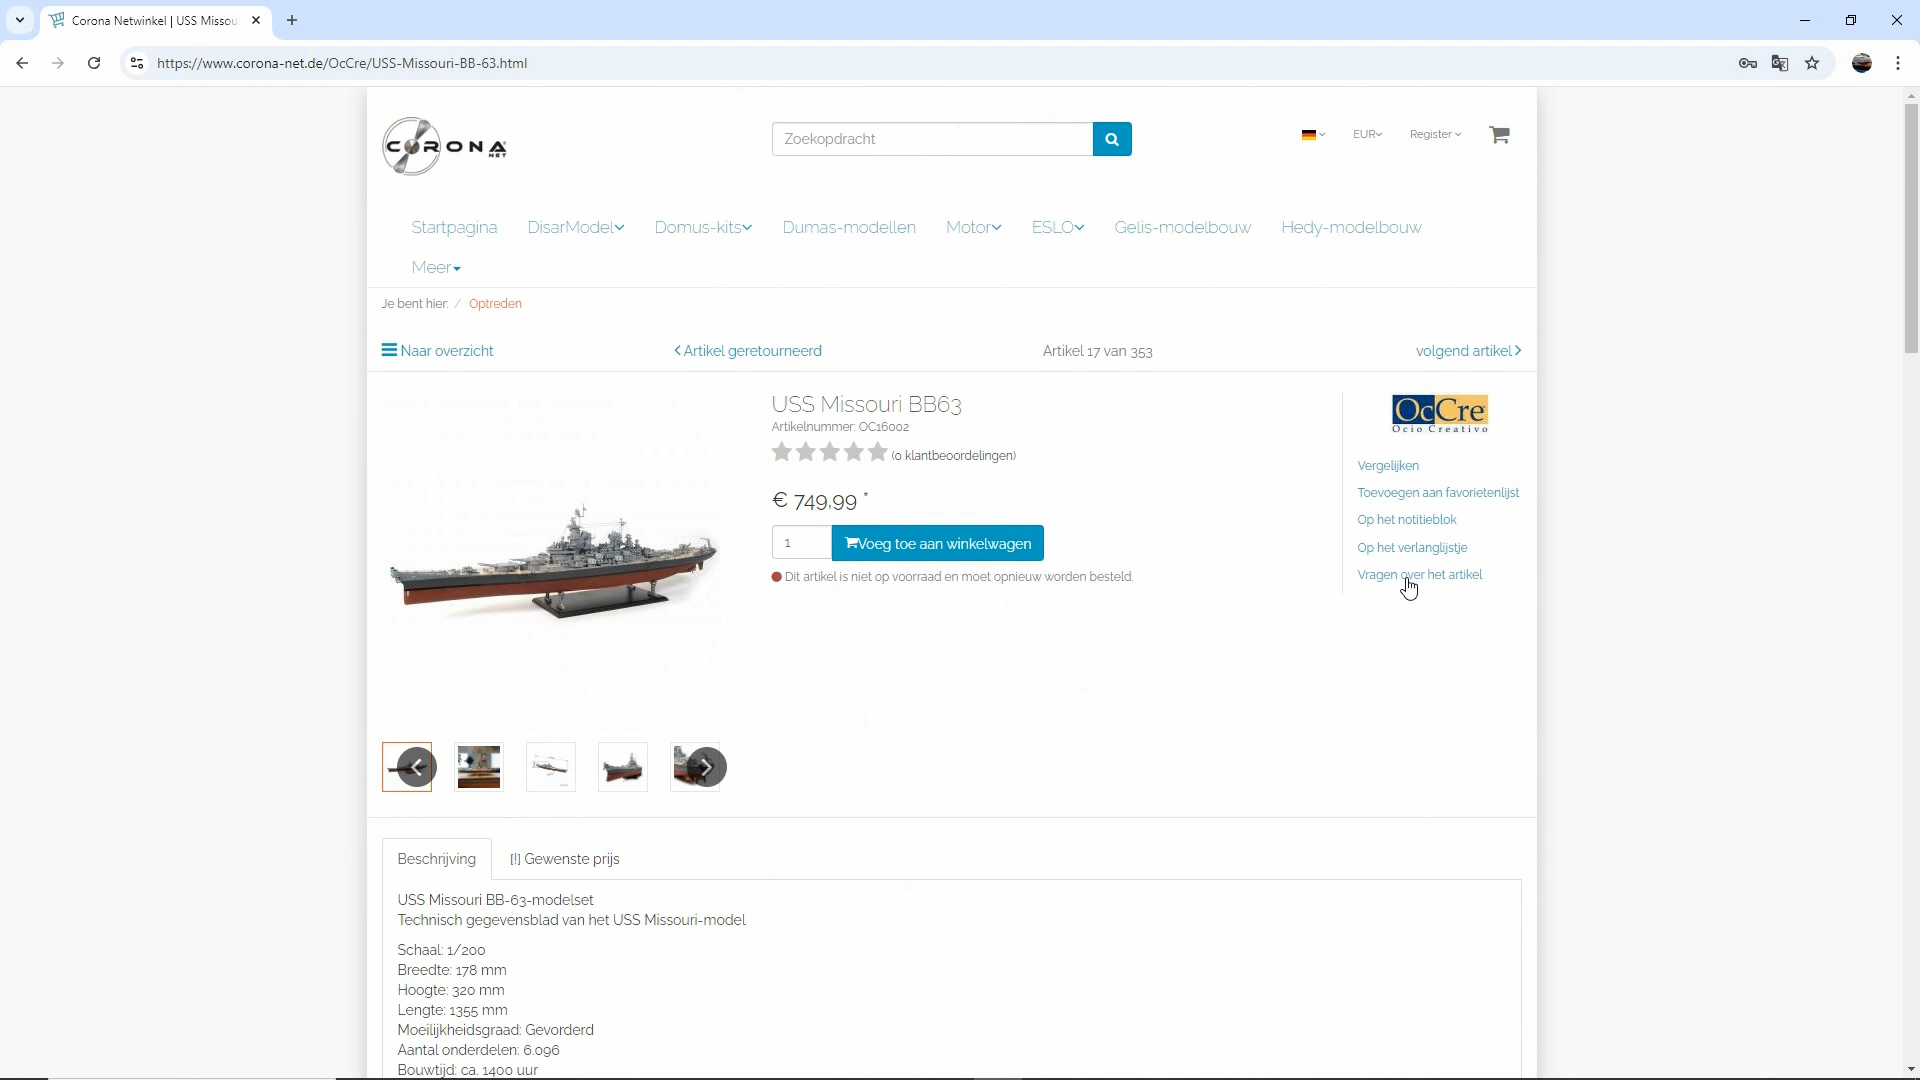 Corona Netwinkel | USS Missou
https://www.corona-net.de/OcCre/USS-Missouri-BB-63.html
CORONA
NET
Zoekopdracht
EUR
Register
Startpagina
DisarModel
Domus-kits
Dumas-modellen
Motor
ESLO
Gelis-modelbouw
Hedy-modelbouw
Meer
Je bent hier: / Optreden
Naar overzicht
Artikel geretourneerd
Artikel 17 van 353
volgend artikel
USS Missouri BB63
Artikelnummer: OC16002
(0 klantbeoordelingen)
€ 749,99 *
1
Voeg toe aan winkelwagen
Dit artikel is niet op voorraad en moet opnieuw worden besteld.
OcCre
Ocio Creativo
Vergelijken
Toevoegen aan favorietenlijst
Op het notitieblok
Op het verlanglijstje
Vragen over het artikel
Beschrijving
[!] Gewenste prijs
USS Missouri BB-63-modelset
Technisch gegevensblad van het USS Missouri-model
Schaal: 1/200
Breedte: 178 mm
Hoogte: 320 mm
Lengte: 1355 mm
Moeilijkheidsgraad: Gevorderd
Aantal onderdelen: 6.096
Bouwtijd: ca. 1400 uur